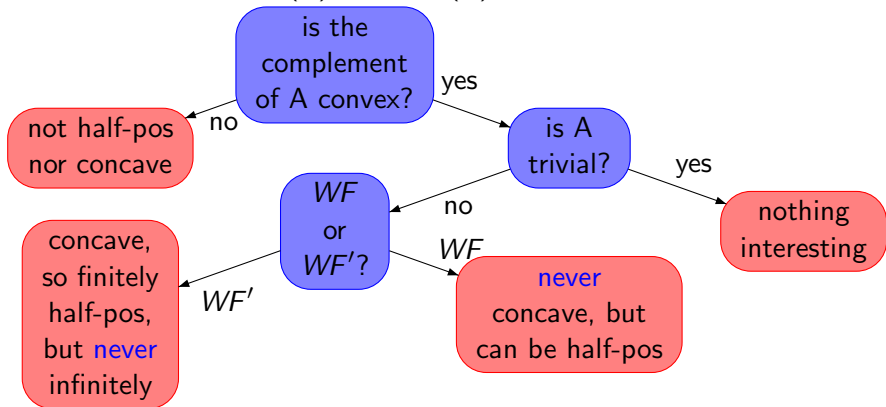 is the
complement
of A convex?
yes
no
not half-pos
nor concave
is A
trivial?
yes
no
nothing
interesting
WF
or
WF′?
WF
WF′
concave,
so finitely
half-pos,
but never
infinitely
never
concave, but
can be half-pos